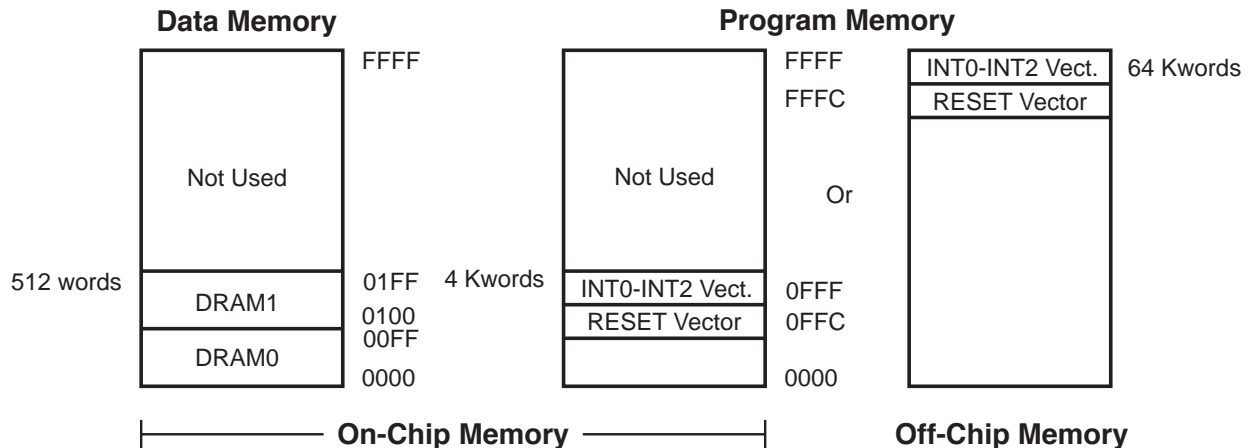 Data Memory
Program Memory
FFFF
FFFF
INT0-INT2 Vect.
64 Kwords
FFFC
RESET Vector
Not Used
Not Used
Or
512 words
01FF
4 Kwords
INT0-INT2 Vect.
0FFF
DRAM1
0100
RESET Vector
0FFC
00FF
DRAM0
0000
0000
On-Chip Memory
Off-Chip Memory